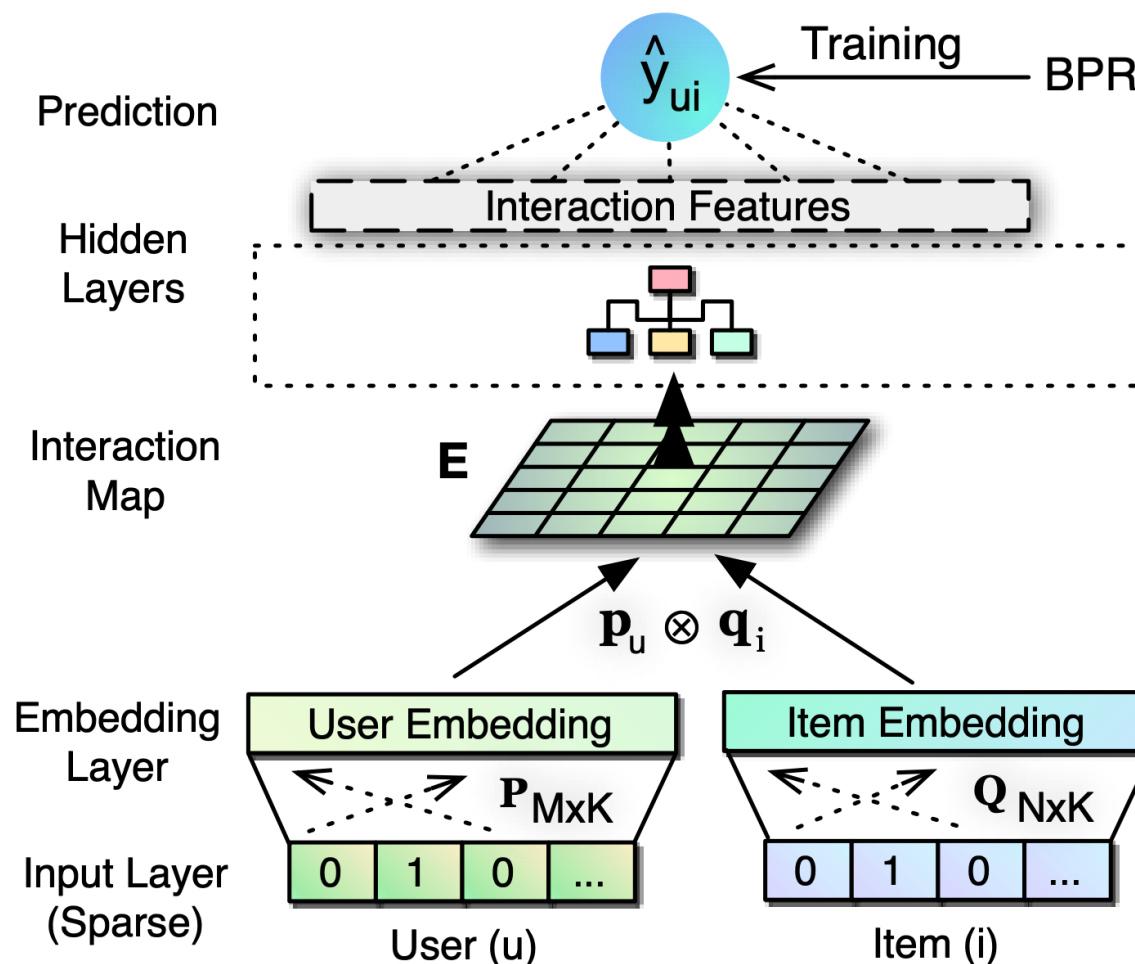 Training
ŷui
BPR
Prediction
Interaction Features
Hidden
Layers
Interaction
Map
E
pu ⊗ qi
Embedding
Layer
User Embedding
Item Embedding
PMxK
QNxK
Input Layer
(Sparse)
0 1 0 ...
0 1 0 ...
User (u)
Item (i)